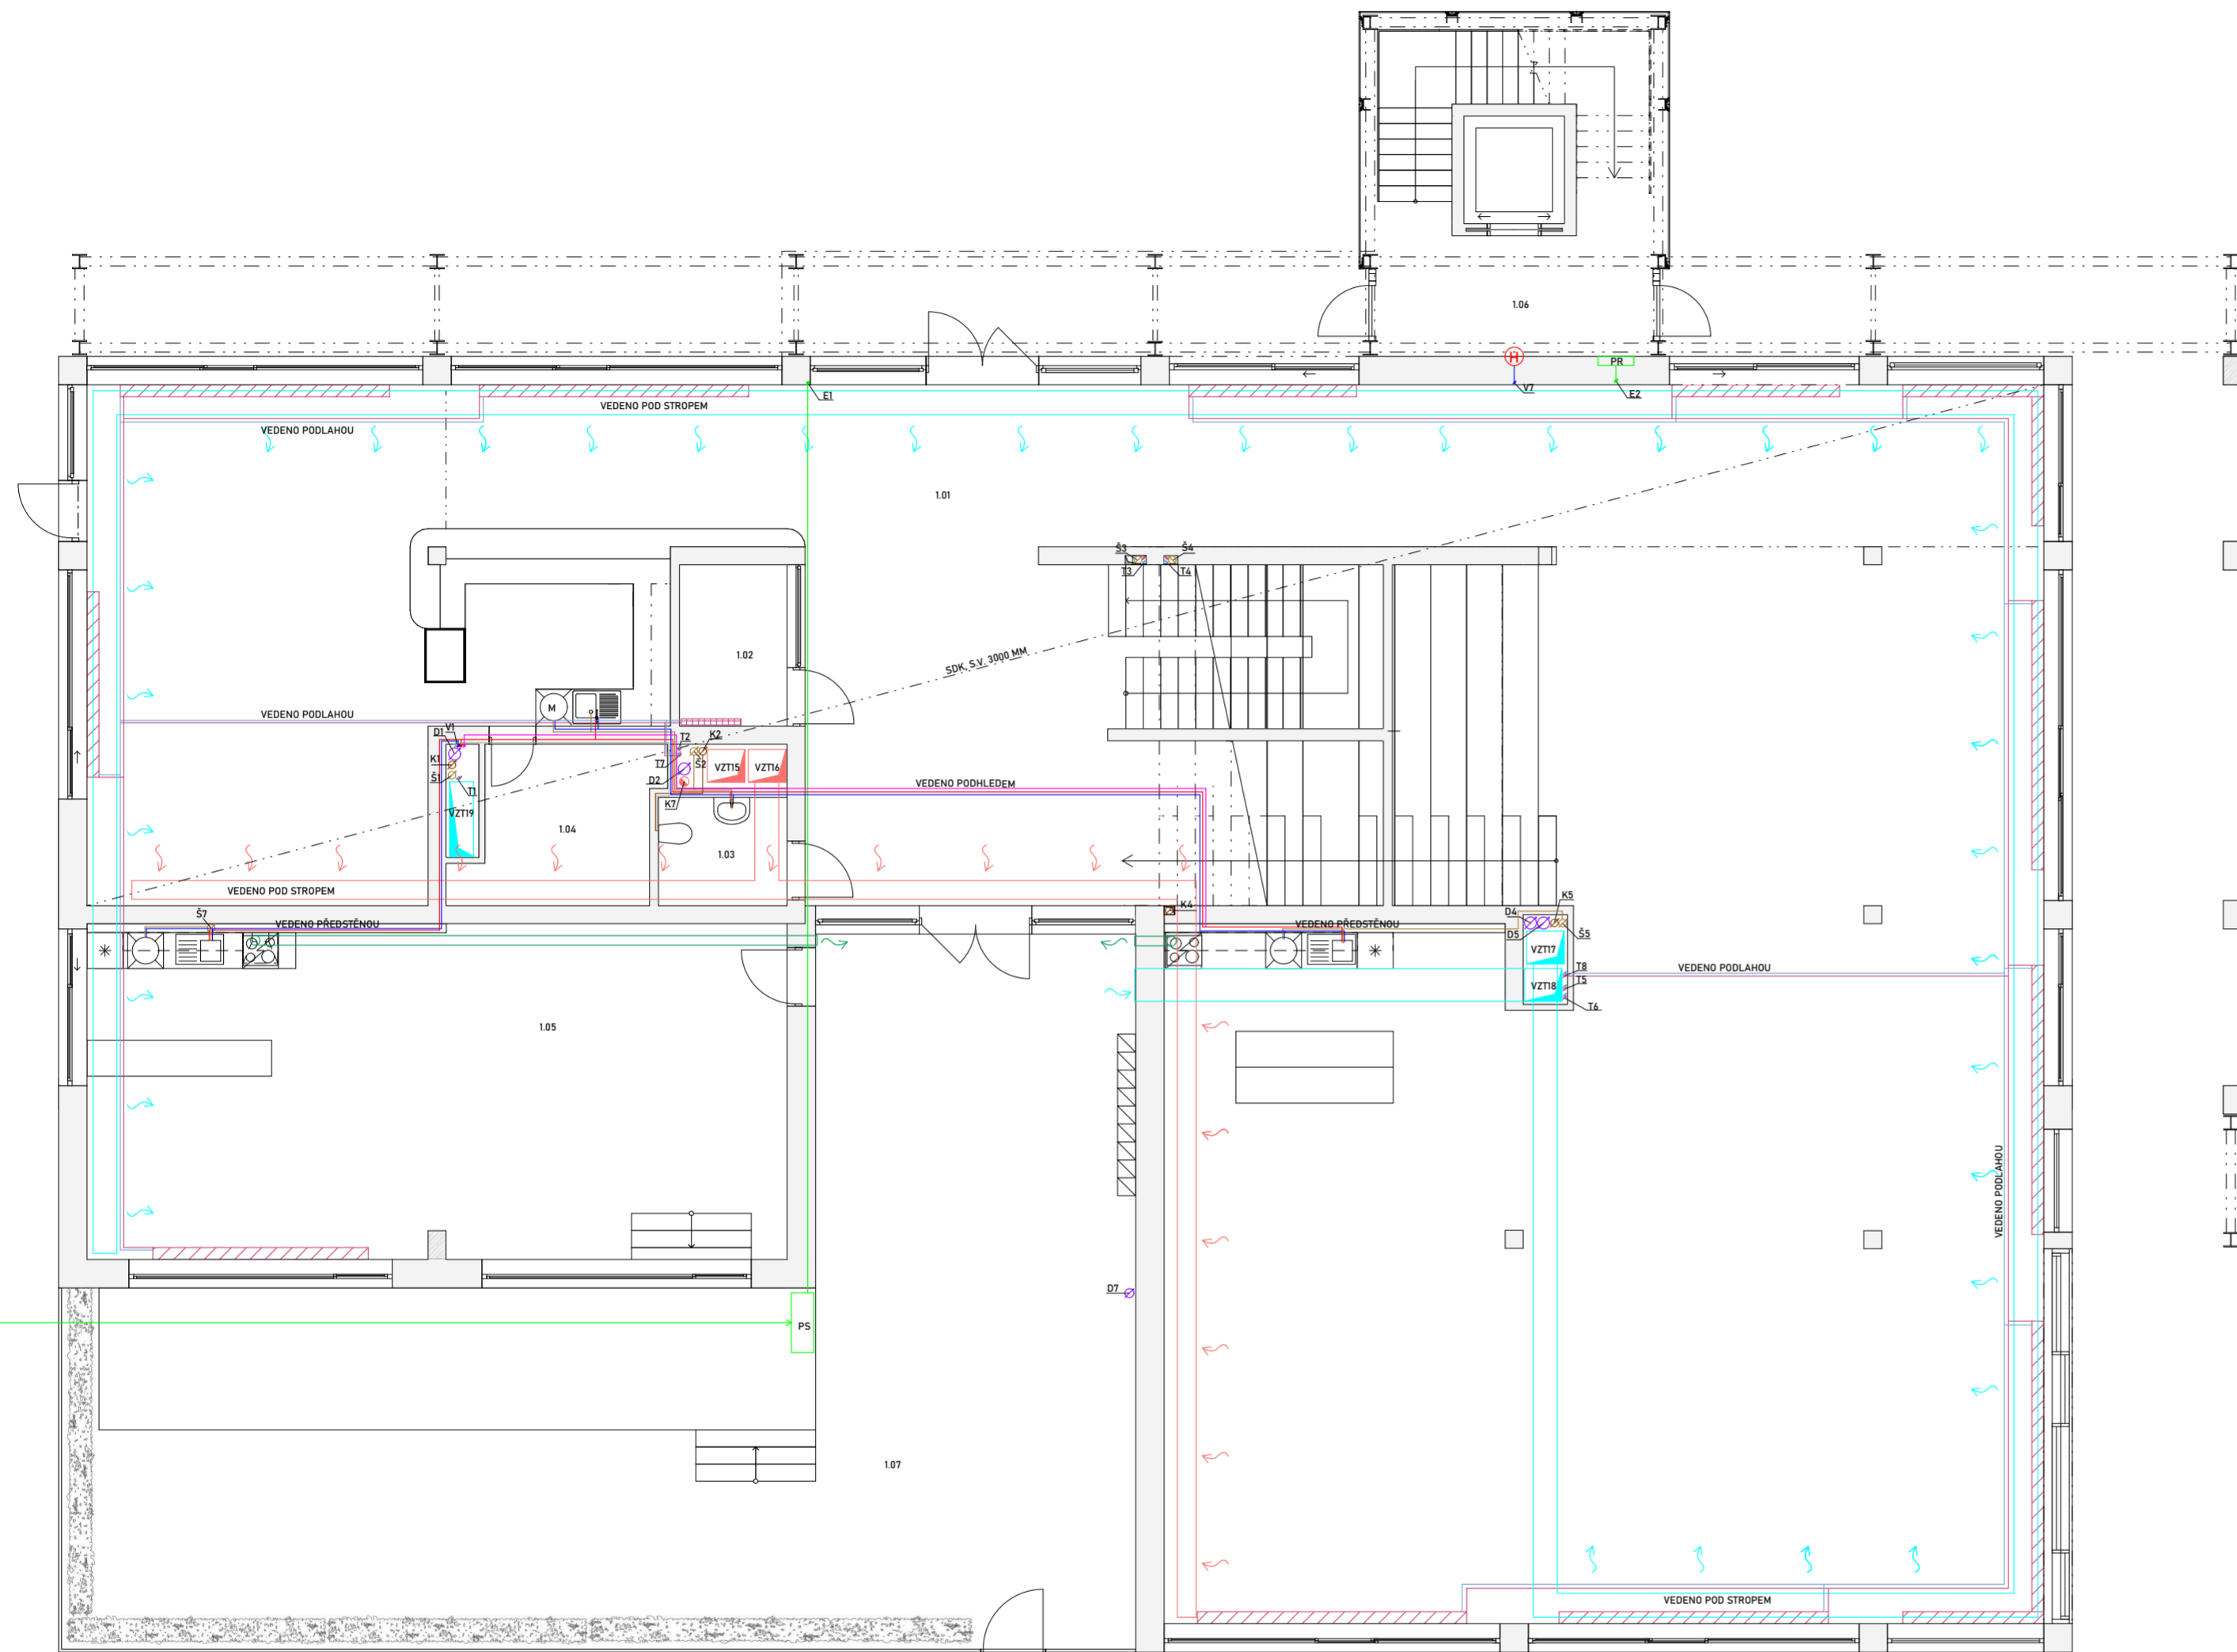 1.06
H
PR
V7
E2
E1
VEDENO POD STROPEM
VEDENO PODLAHOU
1.01
Š3
Š4
T3
T4
1.02
SDK, S.V. 3000 MM
M
VEDENO PODLAHOU
D1
V1
K1
Š1
T1
VZT19
T2
K2
T7
Š2
D2
K7
VZT15
VZT16
VEDENO PODHLEDEM
1.04
1.03
VEDENO POD STROPEM
Š7
VEDENO PŘEDSTĚNOU
K4
VEDENO PŘEDSTĚNOU
K5
D4
D5
Š5
VZT17
VZT18
T8
T5
T6
VEDENO PODLAHOU
1.05
VEDENO PODLAHOU
D7
PS
1.07
VEDENO POD STROPEM